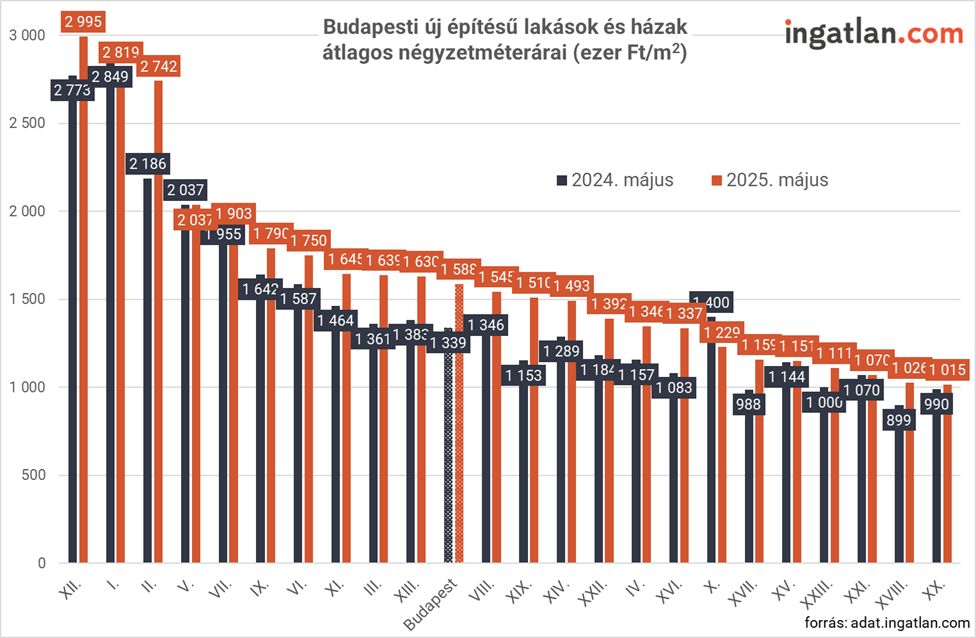 Budapesti új építésű lakások és házak
átlagos négyzetméterárai (ezer Ft/m²)
ingatlan.com
2024. május 2025. május
3 000
2 500
2 000
1 500
1 000
500
0
2 773 2 849 2 186 2 037 1 955 1 642 1 587 1 464 1 361 1 383 1 339 1 346 1 153 1 289 1 184 1 157 1 083 1 400 988 1 144 1 000 1 070 899 990
2 995 2 819 2 742 2 037 1 903 1 790 1 750 1 645 1 639 1 630 1 588 1 545 1 510 1 493 1 392 1 346 1 337 1 229 1 159 1 151 1 111 1 070 1 026 1 015
XII. I. II. V. VII. IX. VI. XI. III. XIII. Budapest VIII. XIX. XIV. XXII. IV. XVI. X. XVII. XV. XXIII. XXI. XVIII. XX.
forrás: adat.ingatlan.com